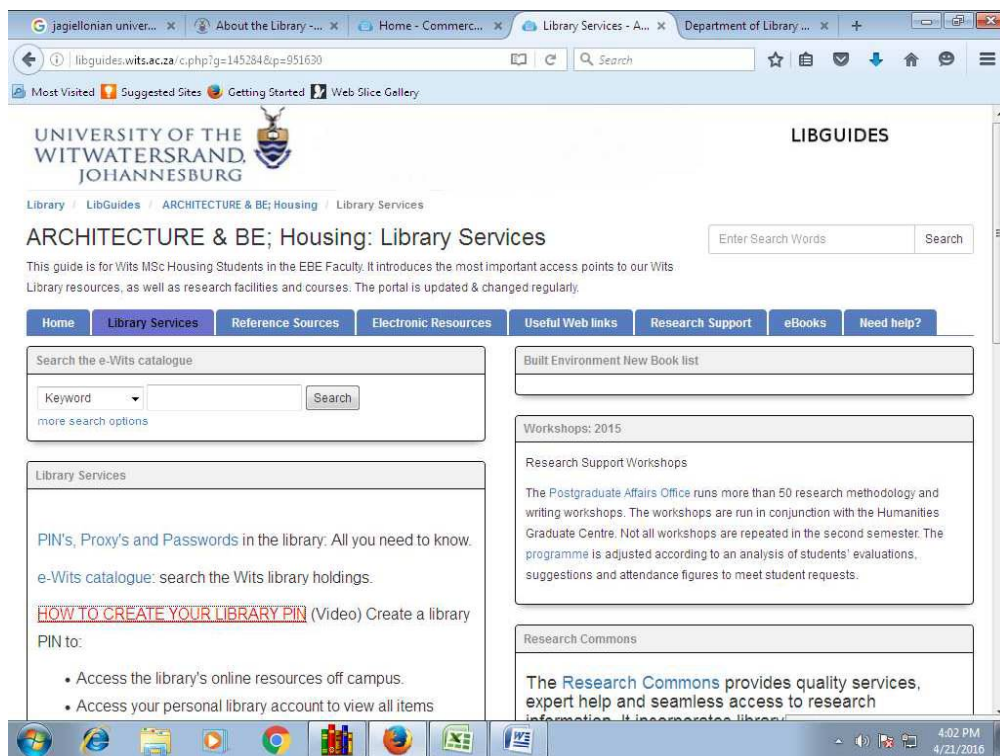 jagiellonian univer... ×
About the Library -... ×
Home - Commerc... ×
Library Services - A... ×
Department of Library ... ×
+
libguides.wits.ac.za/c.php?g=145284&p=951630
Search
Most Visited
Suggested Sites
Getting Started
Web Slice Gallery
UNIVERSITY OF THE
WITWATERSRAND,
JOHANNESBURG
LIBGUIDES
Library / LibGuides / ARCHITECTURE & BE; Housing / Library Services
ARCHITECTURE & BE; Housing: Library Services
Enter Search Words
Search
This guide is for Wits MSc Housing Students in the EBE Faculty. It introduces the most important access points to our Wits
Library resources, as well as research facilities and courses. The portal is updated & changed regularly.
Home
Library Services
Reference Sources
Electronic Resources
Useful Web links
Research Support
eBooks
Need help?
Search the e-Wits catalogue
Keyword
Search
more search options
Library Services
PIN's, Proxy's and Passwords in the library: All you need to know.
e-Wits catalogue: search the Wits library holdings.
HOW TO CREATE YOUR LIBRARY PIN (Video) Create a library
PIN to:
• Access the library's online resources off campus.
• Access your personal library account to view all items
Built Environment New Book list
Workshops: 2015
Research Support Workshops
The Postgraduate Affairs Office runs more than 50 research methodology and
writing workshops. The workshops are run in conjunction with the Humanities
Graduate Centre. Not all workshops are repeated in the second semester. The
programme is adjusted according to an analysis of students' evaluations,
suggestions and attendance figures to meet student requests.
Research Commons
The Research Commons provides quality services,
expert help and seamless access to research
information. It incorporates library
4:02 PM
4/21/2016